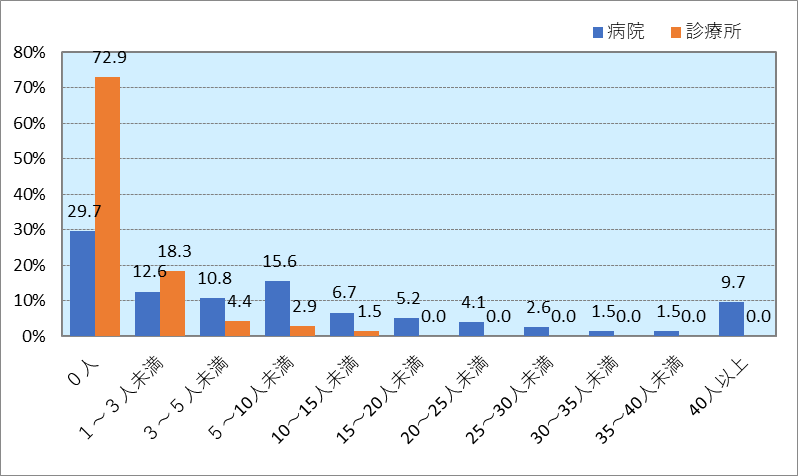 病院 診療所
80%
70%
60%
50%
40%
30%
20%
10%
0%
29.7 72.9
12.6 18.3
10.8 4.4
15.6 2.9
6.7 1.5
5.2 0.0
4.1 0.0
2.6 0.0
1.5 0.0
1.5 0.0
9.7 0.0
０人
１～３人未満
３～５人未満
５～10人未満
10～15人未満
15～20人未満
20～25人未満
25～30人未満
30～35人未満
35～40人未満
40人以上